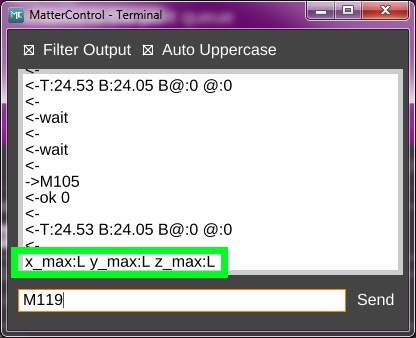 MatterControl - Terminal
Filter Output Auto Uppercase
<-
<-T:24.53 B:24.05 B@:0 @:0
<-
<-wait
<-
<-wait
<-
->M105
<-ok 0
<-
<-T:24.53 B:24.05 B@:0 @:0
<-
x_max:L y_max:L z_max:L
M119 Send